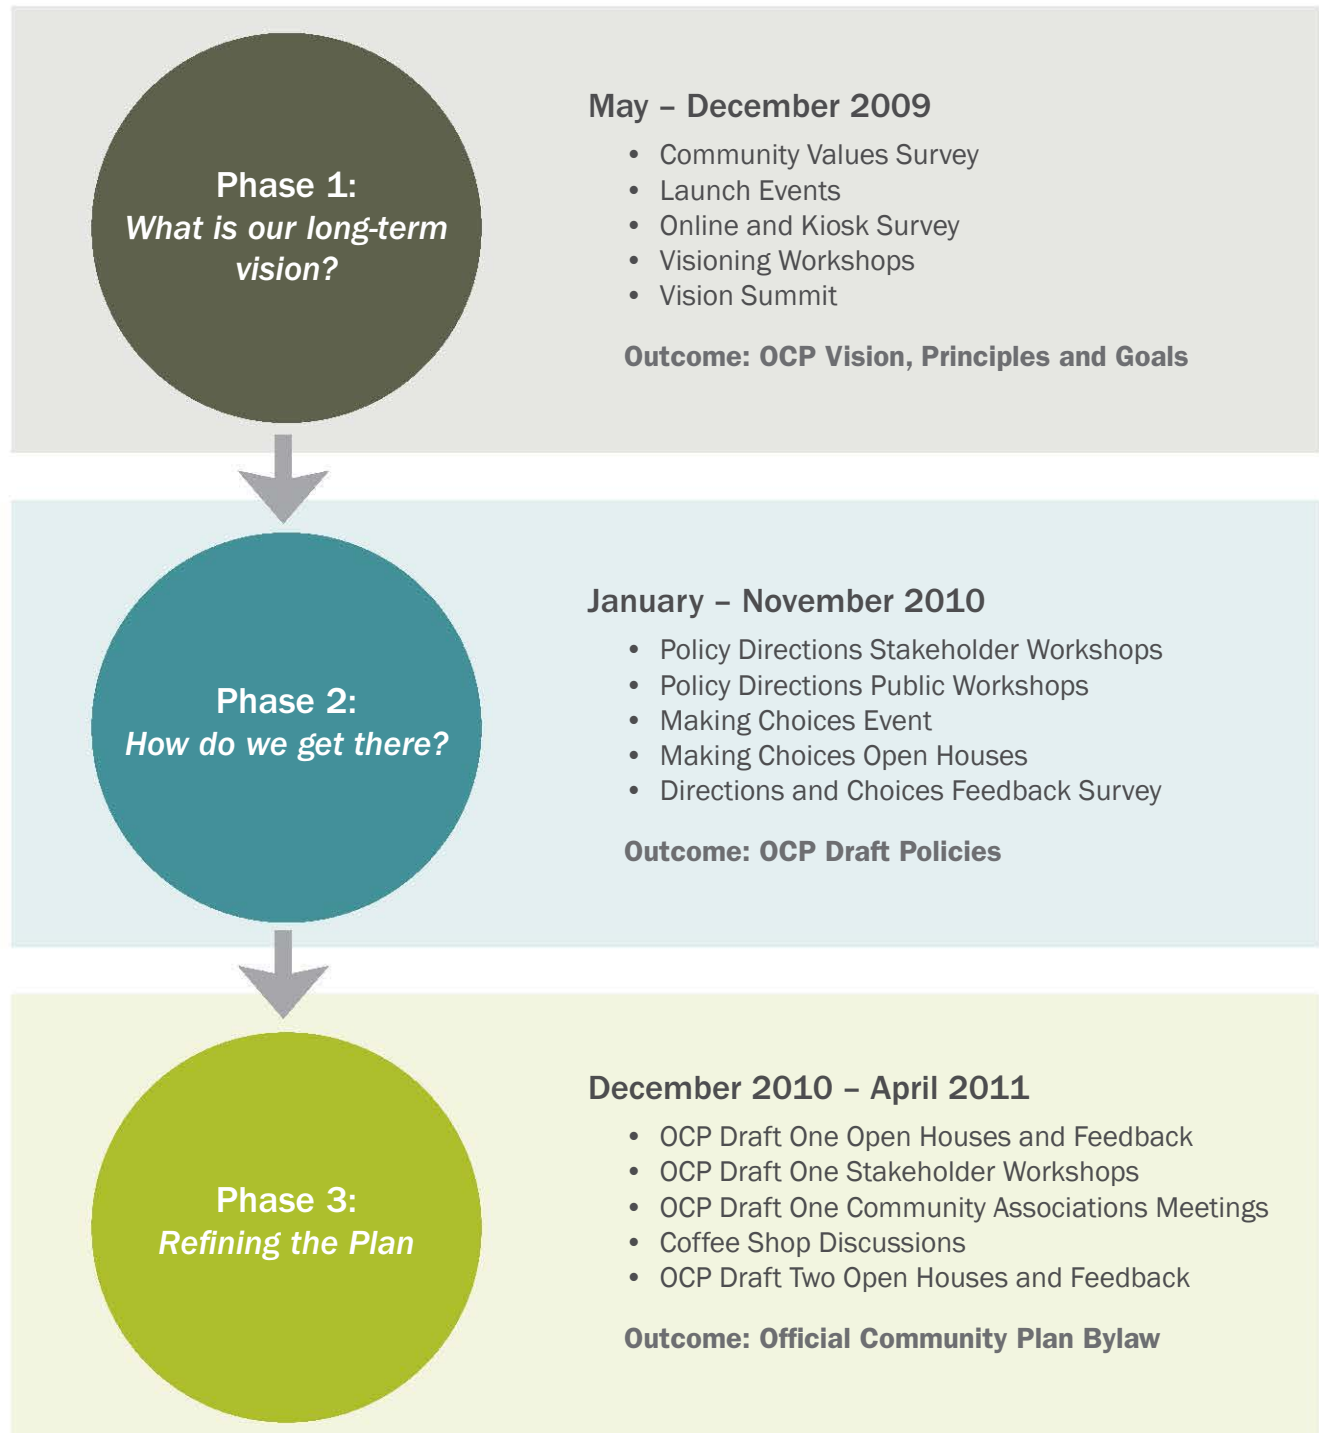 Phase 1:
What is our long-term
vision?
May – December 2009
• Community Values Survey
• Launch Events
• Online and Kiosk Survey
• Visioning Workshops
• Vision Summit
Outcome: OCP Vision, Principles and Goals
Phase 2:
How do we get there?
January – November 2010
• Policy Directions Stakeholder Workshops
• Policy Directions Public Workshops
• Making Choices Event
• Making Choices Open Houses
• Directions and Choices Feedback Survey
Outcome: OCP Draft Policies
Phase 3:
Refining the Plan
December 2010 – April 2011
• OCP Draft One Open Houses and Feedback
• OCP Draft One Stakeholder Workshops
• OCP Draft One Community Associations Meetings
• Coffee Shop Discussions
• OCP Draft Two Open Houses and Feedback
Outcome: Official Community Plan Bylaw